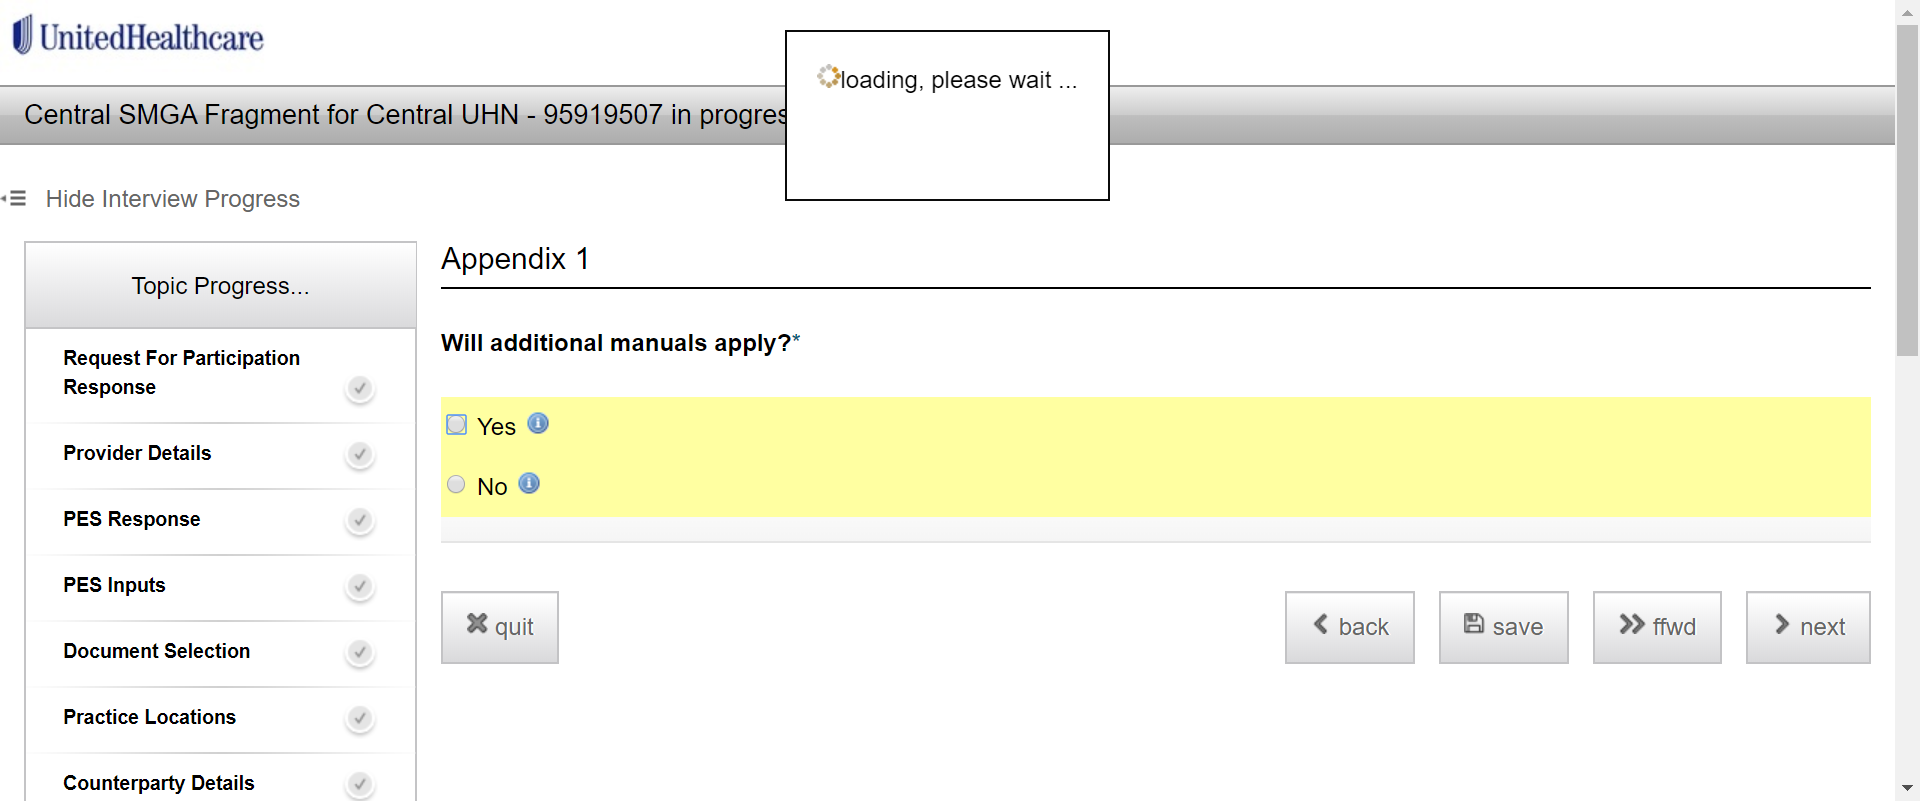 UnitedHealthcare
loading, please wait ...
Central SMGA Fragment for Central UHN - 95919507 in progres
Hide Interview Progress
Topic Progress...
Request For Participation
Response
Provider Details
PES Response
PES Inputs
Document Selection
Practice Locations
Counterparty Details
Appendix 1
Will additional manuals apply?*
Yes
No
quit
back
save
ffwd
next